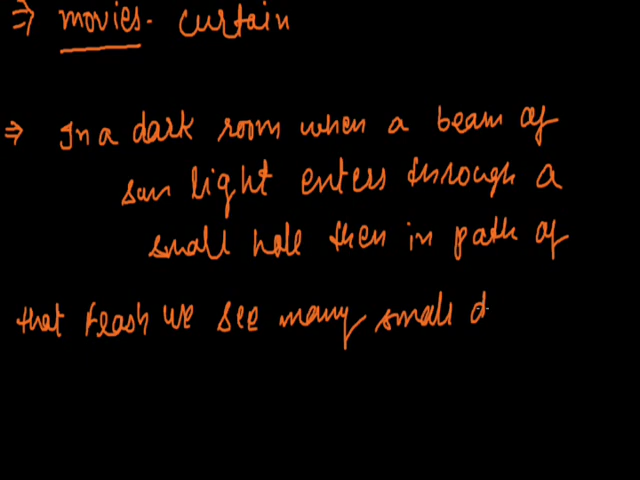 ⇒ movies. curtain
⇒ In a dark room when a beam of
sun light enters through a
small hole then in path of
that we see many small d